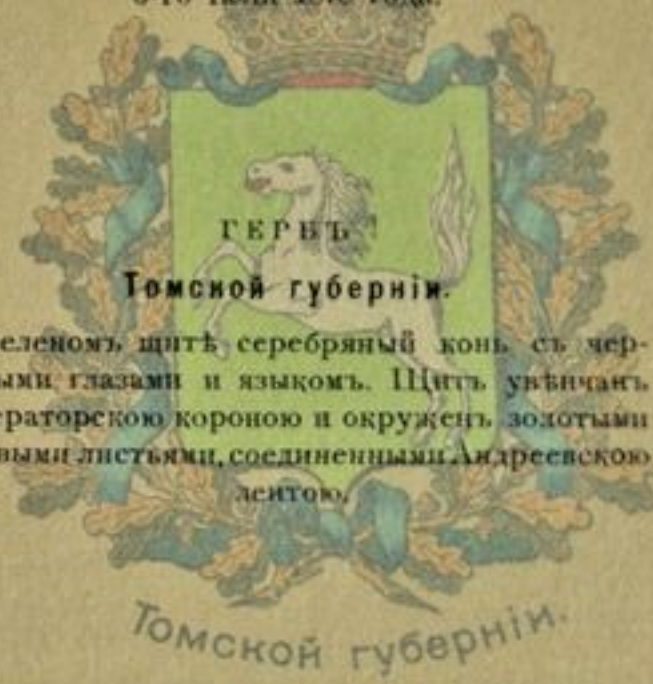 ГЕРБЪ
Томской губерніи.
еленомъ щитѣ серебряный конь съ чер-
ыми глазами и языкомъ. Щитъ увѣнчанъ
ераторскою короною и окруженъ золотыми
выми листьями, соединенными Андреевскою
лентою.
Томской губерніи.